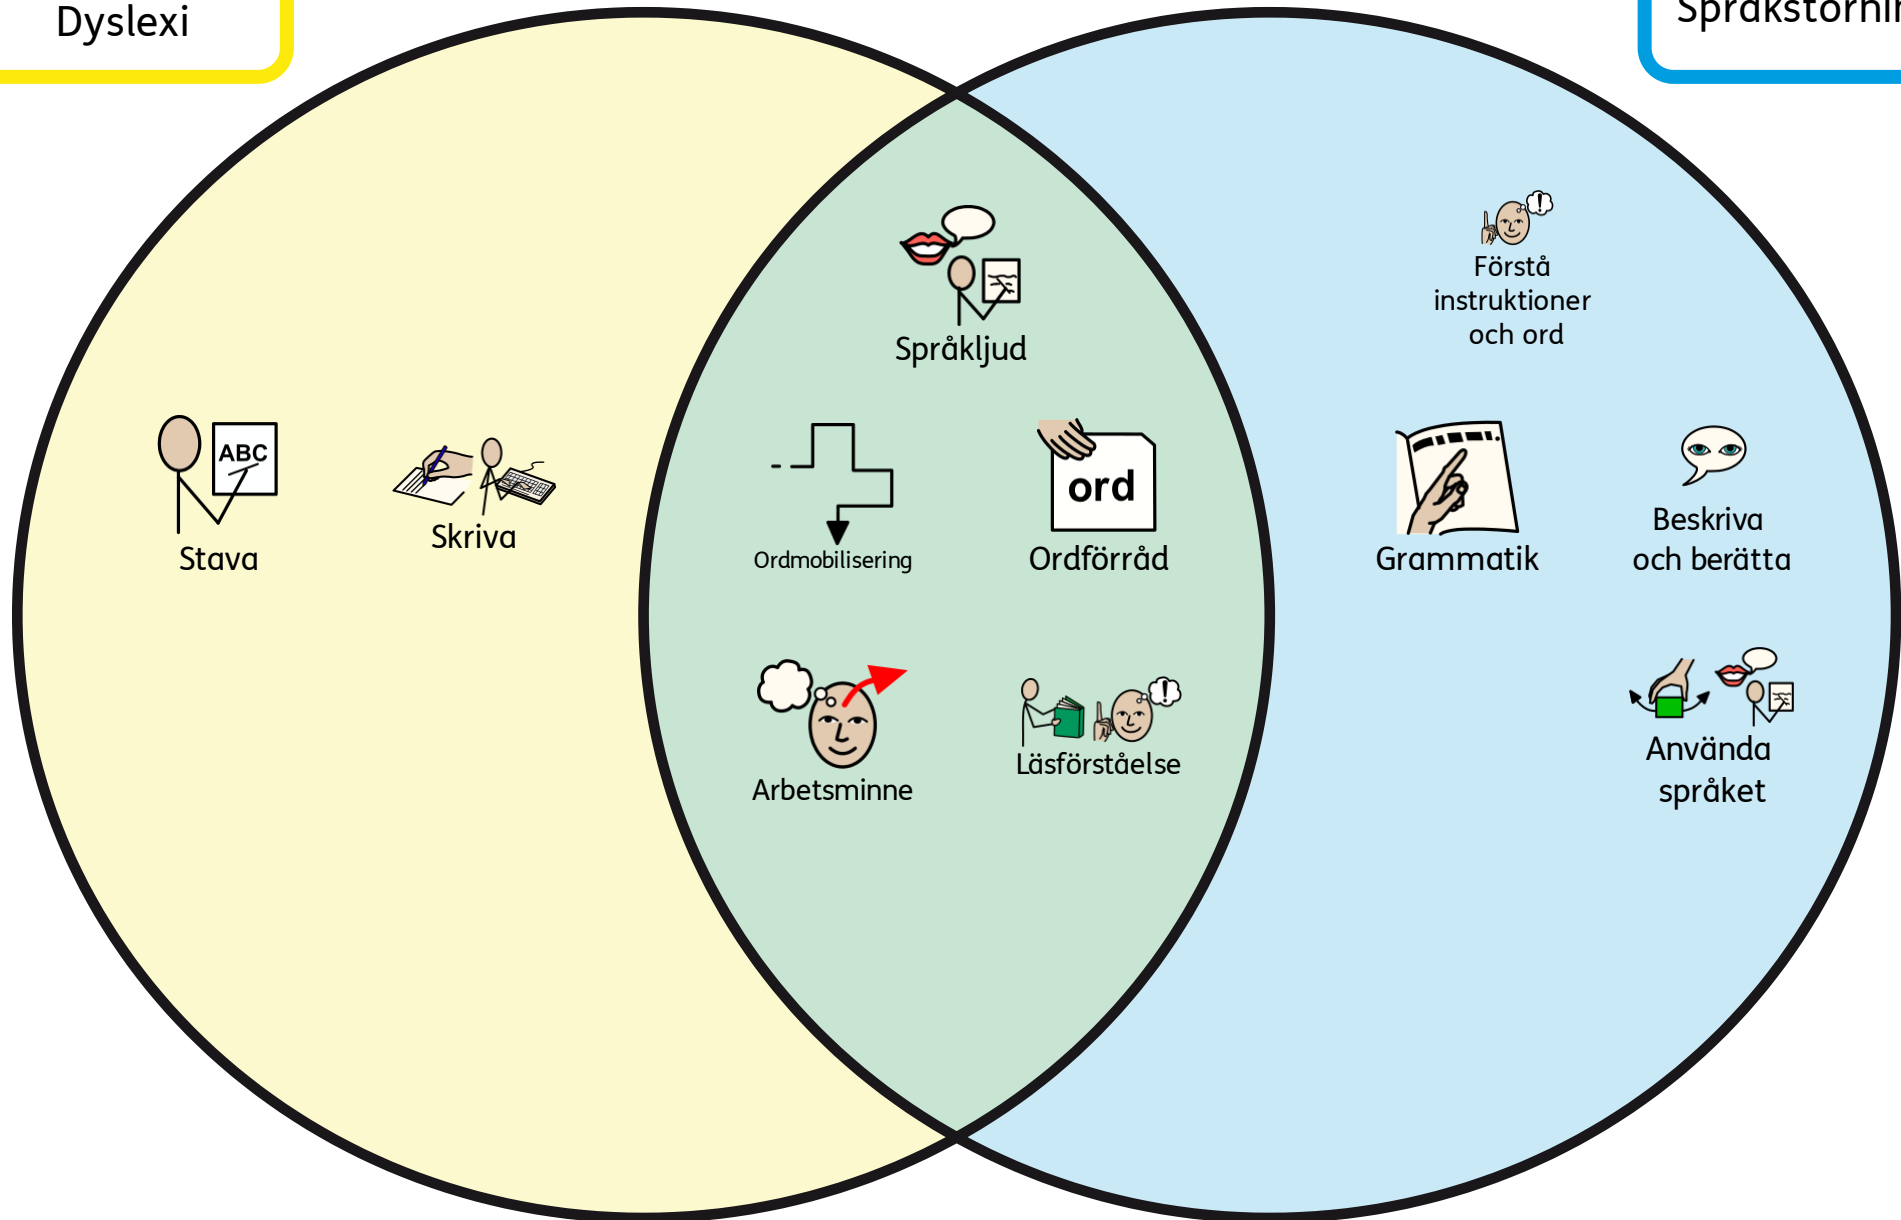 Dyslexi
Språkljud
Förstå
instruktioner
och ord
ABC
Stava
Skriva
Ordmobilisering
ord
Ordförråd
Grammatik
Beskriva
och berätta
Arbetsminne
Läsförståelse
Använda
språket